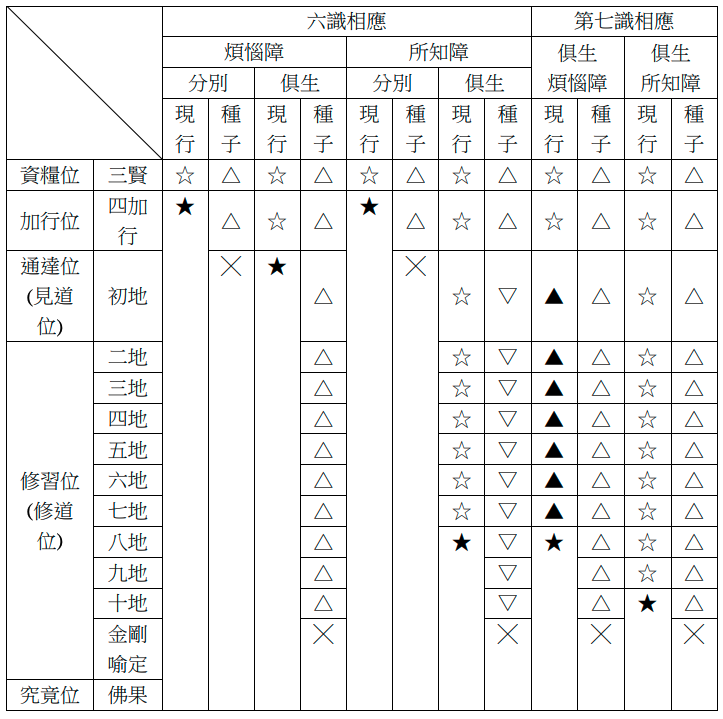 六識相應 第七識相應
煩惱障 所知障 俱生煩惱障 俱生所知障
分別 俱生 分別 俱生
現行 種子 現行 種子 現行 種子 現行 種子 現行 種子 現行 種子
資糧位 三賢 ☆ △ ☆ △ ☆ △ ☆ △ ☆ △ ☆ △
加行位 四加行 ★ △ ☆ △ ★ △ ☆ △ ☆ △ ☆ △
通達位(見道位) 初地 ╳ ★ △ ╳ ☆ ▽ ▲ △ ☆ △
修習位(修道位)
二地 △ ☆ ▽ ▲ △ ☆ △
三地 △ ☆ ▽ ▲ △ ☆ △
四地 △ ☆ ▽ ▲ △ ☆ △
五地 △ ☆ ▽ ▲ △ ☆ △
六地 △ ☆ ▽ ▲ △ ☆ △
七地 △ ☆ ▽ ▲ △ ☆ △
八地 △ ★ ▽ ★ △ ☆ △
九地 △ ▽ △ ☆ △
十地 △ ▽ △ ★ △
金剛喻定 ╳ ╳ ╳ ╳
究竟位 佛果